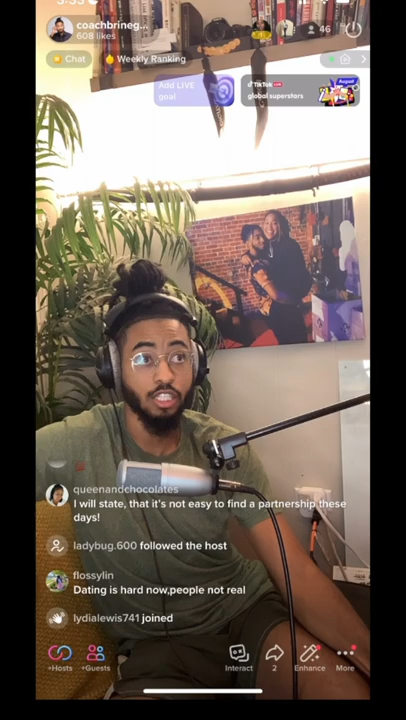 coachbrineg...
608 likes
46
Chat
Weekly Ranking
Add LIVE
goal
TikTok LIVE
global superstars
August
queenandchocolates
I will state, that it's not easy to find a partnership these
days!
ladybug.600 followed the host
flossylin
Dating is hard now,people not real
lydialewis741 joined
+Hosts
+Guests
Interact
2
Enhance
More